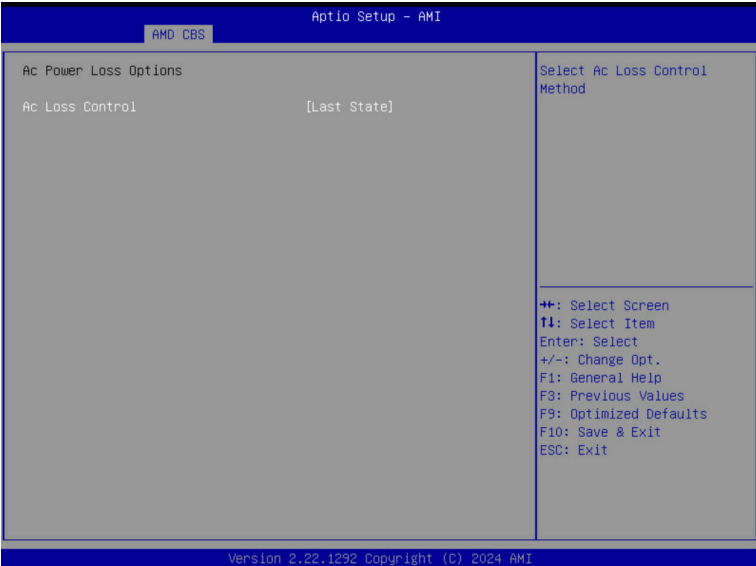 Aptio Setup – AMI
AMD CBS
Ac Power Loss Options
Ac Loss Control [Last State]
Select Ac Loss Control
Method
→←: Select Screen
↑↓: Select Item
Enter: Select
+/-: Change Opt.
F1: General Help
F3: Previous Values
F9: Optimized Defaults
F10: Save & Exit
ESC: Exit
Version 2.22.1292 Copyright (C) 2024 AMI